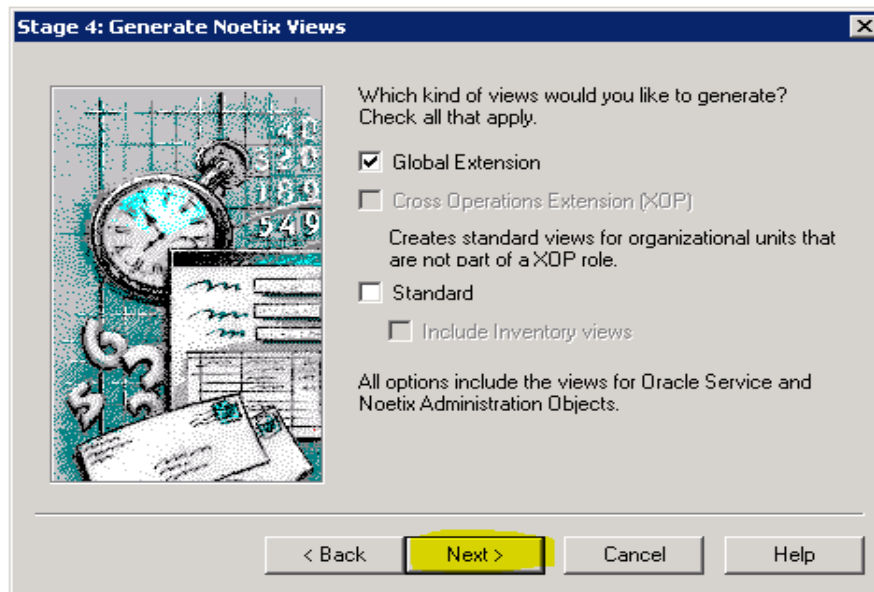 Stage 4: Generate Noetix Views
Which kind of views would you like to generate?
Check all that apply.
Global Extension
Cross Operations Extension (XOP)
Creates standard views for organizational units that
are not part of a XOP role.
Standard
Include Inventory views
All options include the views for Oracle Service and
Noetix Administration Objects.
< Back
Next >
Cancel
Help